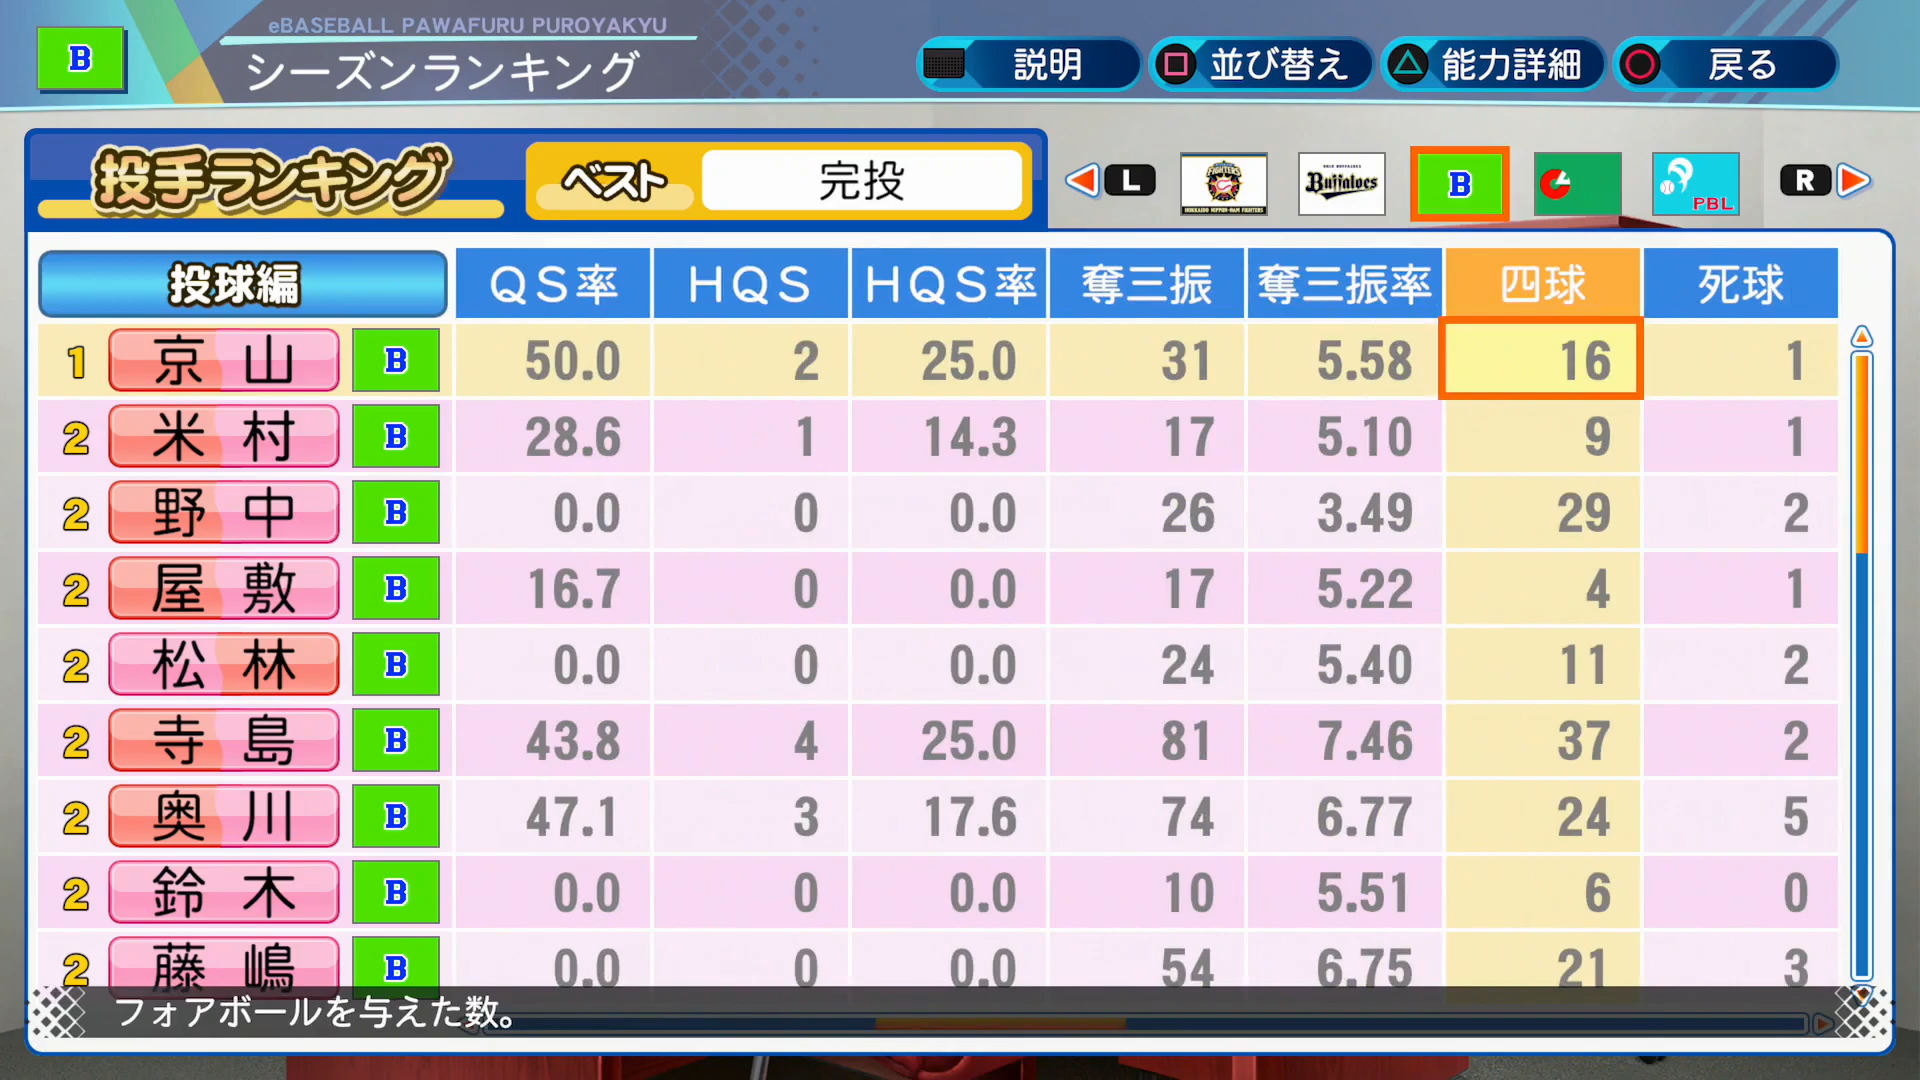 B
eBASEBALL PAWAFURU PUROYAKYU
シーズンランキング
説明
並び替え
能力詳細
戻る
投手ランキング
ベスト 完投
L
FIGHTERS
HOKKAIDO NIPPON-HAM FIGHTERS
ORIX BUFFALOES
Buffaloes
B
PBL
R
投球編 QS率 HQS HQS率 奪三振 奪三振率 四球 死球
1 京山 B 50.0 2 25.0 31 5.58 16 1
2 米村 B 28.6 1 14.3 17 5.10 9 1
2 野中 B 0.0 0 0.0 26 3.49 29 2
2 屋敷 B 16.7 0 0.0 17 5.22 4 1
2 松林 B 0.0 0 0.0 24 5.40 11 2
2 寺島 B 43.8 4 25.0 81 7.46 37 2
2 奥川 B 47.1 3 17.6 74 6.77 24 5
2 鈴木 B 0.0 0 0.0 10 5.51 6 0
2 藤嶋 B 0.0 0 0.0 54 6.75 21 3
フォアボールを与えた数。